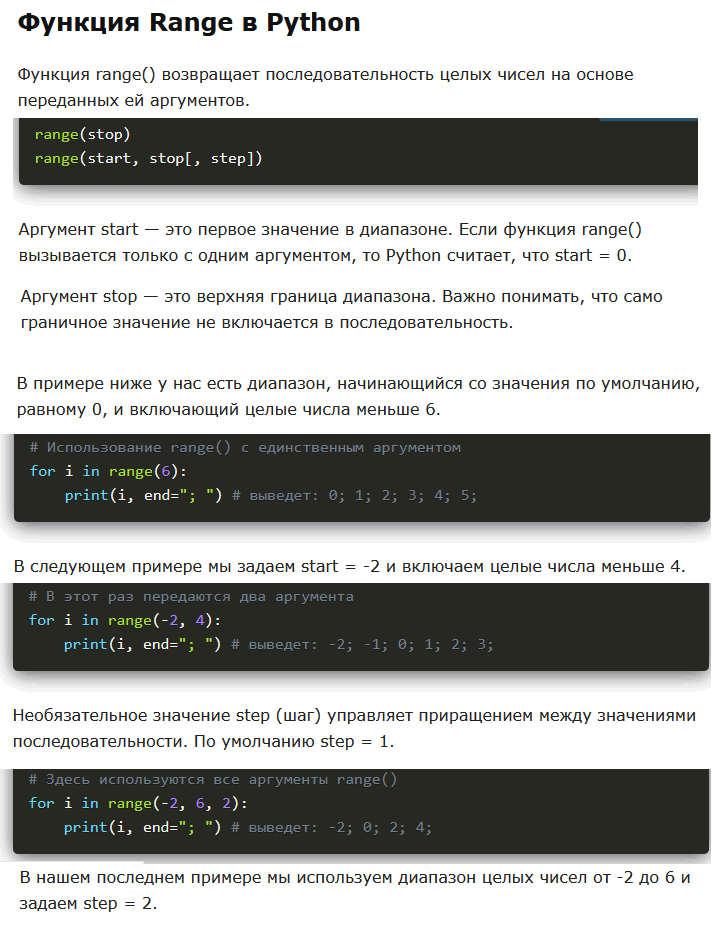 Функция Range в Python
Функция range() возвращает последовательность целых чисел на основе
переданных ей аргументов.
range(stop)
range(start, stop[, step])
Аргумент start — это первое значение в диапазоне. Если функция range()
вызывается только с одним аргументом, то Python считает, что start = 0.
Аргумент stop — это верхняя граница диапазона. Важно понимать, что само
граничное значение не включается в последовательность.
В примере ниже у нас есть диапазон, начинающийся со значения по умолчанию,
равному 0, и включающий целые числа меньше 6.
# Использование range() с единственным аргументом
for i in range(6):
    print(i, end="; ") # выведет: 0; 1; 2; 3; 4; 5;
В следующем примере мы задаем start = -2 и включаем целые числа меньше 4.
# В этот раз передаются два аргумента
for i in range(-2, 4):
    print(i, end="; ") # выведет: -2; -1; 0; 1; 2; 3;
Необязательное значение step (шаг) управляет приращением между значениями
последовательности. По умолчанию step = 1.
# Здесь используются все аргументы range()
for i in range(-2, 6, 2):
    print(i, end="; ") # выведет: -2; 0; 2; 4;
В нашем последнем примере мы используем диапазон целых чисел от -2 до 6 и
задаем step = 2.